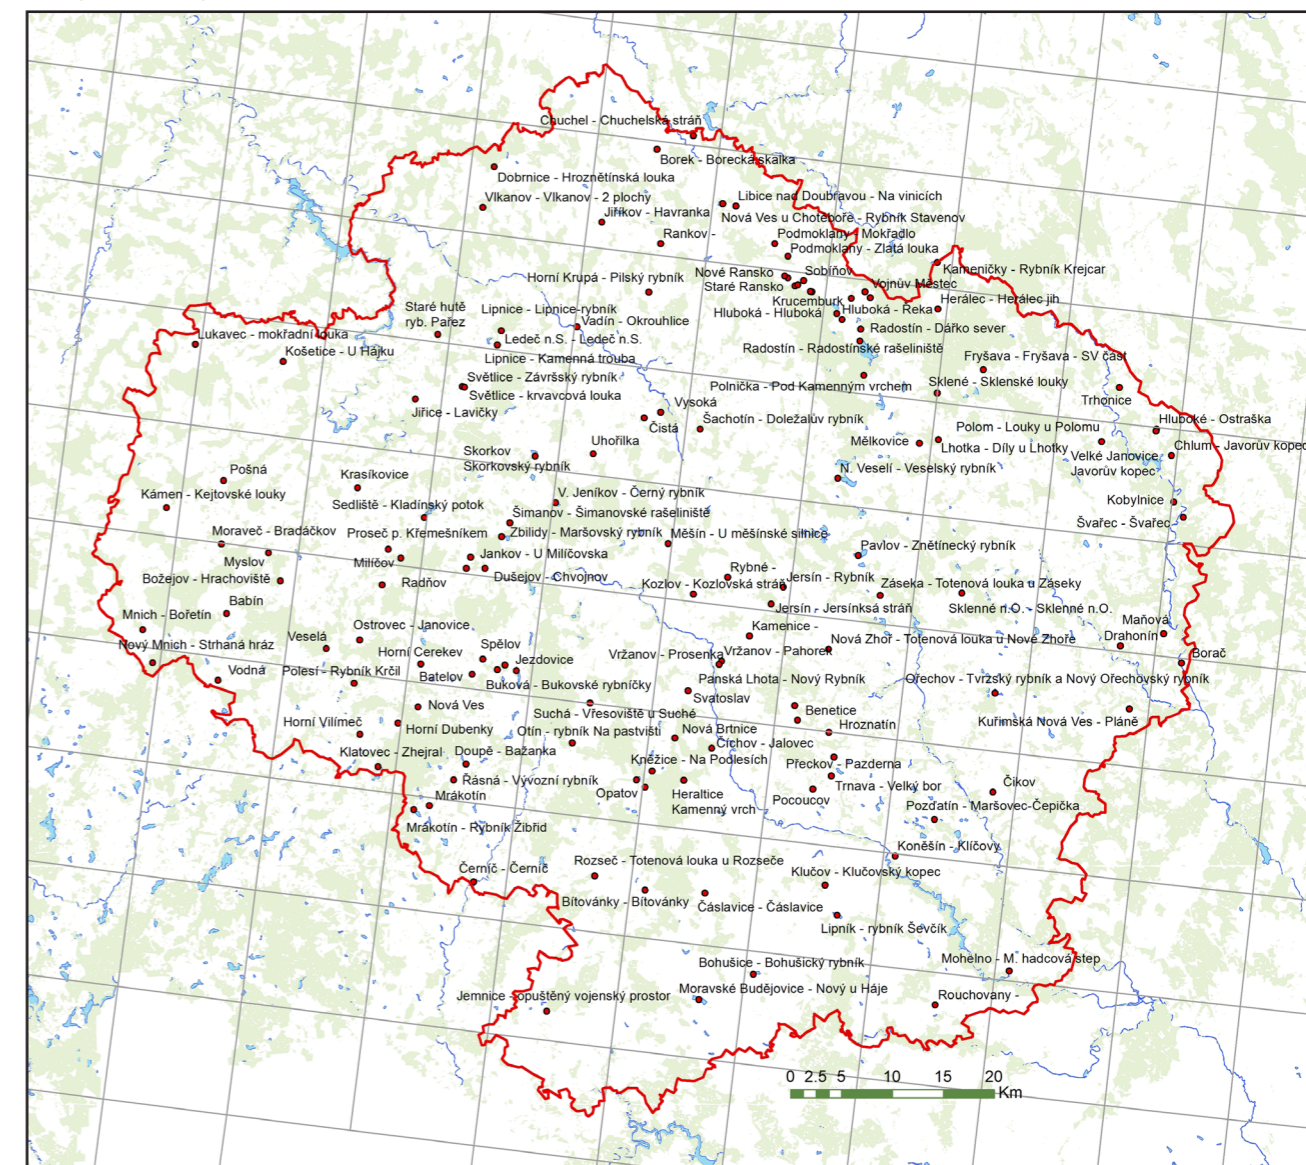 Chuchel - Chuchelská stráň
Borek - Borecká skalka
Dobrnice - Hroznětínská louka
Vlkanov - Vlkanov - 2 plochy
Libice nad Doubravou - Na vinicích
Jiříkov - Havranka
Nová Ves u Chotěboře - Rybník Stavenov
Rankov -
Podmoklany - Mokřadlo
Podmoklany - Zlatá louka
Kameničky - Rybník Krejcar
Horní Krupá - Pilský rybník
Nové Ransko
Sobíňov
Staré Ransko
Vojnův Městec
Krucemburk
Herálec - Herálec jih
Staré hutě
ryb. Pařez
Lipnice - Lipnice-rybník
Vadín - Okrouhlice
Hluboká - Hluboká
Hluboká - Řeka
Radostín - Dářko sever
Lukavec - mokřadní louka
Ledeč n.S. - Ledeč n.S.
Radostín - Radostínské rašeliniště
Košetice - U Hájku
Lipnice - Kamenná trouba
Fryšava - Fryšava - SV část
Světlice - Závršský rybník
Polnička - Pod Kamenným vrchem
Sklené - Sklenské louky
Světlice - krvavcová louka
Trhonice
Jiřice - Lavičky
Vysoká
Čistá
Šachotín - Doležalův rybník
Hluboké - Ostraška
Polom - Louky u Polomu
Uhořilka
Mělkovice
Lhotka - Díly u Lhotky
Chlum - Javorův kopec
Skorkov
Skorkovský rybník
Velké Janovice
Javorův kopec
Pošná
Krasíkovice
N. Veselí - Veselský rybník
Kámen - Kejtovské louky
Sedliště - Kladínský potok
V. Jeníkov - Černý rybník
Kobylnice
Šimanov - Šimanovské rašeliniště
Švařec - Švařec
Moraveč - Bradáčkov
Proseč p. Křemešníkem
Zbilidy - Maršovský rybník
Měšín - U měšínské silnice
Pavlov - Znětínecký rybník
Myslov
Milíčov
Jankov - U Milíčovska
Rybné -
Božejov - Hrachoviště
Radňov
Dušejov - Chvojnov
Kozlov - Kozlovská stráň
Jersín - Rybník
Záseka - Totenová louka u Záseky
Babín
Jersín - Jersínksá stráň
Sklenné n.O. - Sklenné n.O.
Mnich - Bořetín
Maňová
Ostrovec - Janovice
Kamenice -
Veselá
Nová Zhoř - Totenová louka u Nové Zhoře
Drahonín
Nový Mnich - Strhaná hráz
Horní Cerekev
Spělov
Vržanov - Prosenka
Vržanov - Pahorek
Borač
Vodná
Polesí - Rybník Krčil
Batelov
Jezdovice
Buková - Bukovské rybníčky
Panská Lhota - Nový Rybník
Ořechov - Tvržský rybník a Nový Ořechovský rybník
Svatoslav
Nová Ves
Suchá - Vřesoviště u Suché
Benetice
Horní Vilímeč
Horní Dubenky
Otín - rybník Na pastvišti
Nová Brtnice
Hroznatín
Kuřimská Nová Ves - Pláně
Klatovec - Zhejral
Doupě - Bažanka
Číchov - Jalovec
Kněžice - Na Podlesích
Přeckov - Pazderna
Řásná - Vývozní rybník
Opatov
Heraltice
Kamenný vrch
Trnava - Velký bor
Čikov
Mrákotín
Pocoucov
Pozďatín - Maršovec-Čepička
Mrákotín - Rybník Žibřid
Koněšín - Klíčovy
Černíč - Černíč
Rozseč - Totenová louka u Rozseče
Klučov - Klučovský kopec
Bítovánky - Bítovánky
Čáslavice - Čáslavice
Lipník - rybník Ševčík
Bohušice - Bohušický rybník
Mohelno - M. hadcová step
Jemnice - opuštěný vojenský prostor
Moravské Budějovice - Nový u Háje
Rouchovany -
0 2.5 5 10 15 20
Km